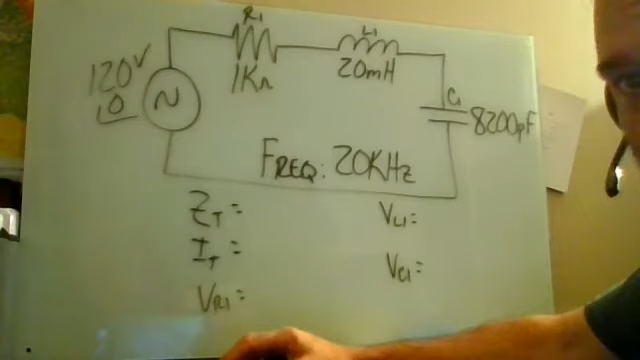 R1
L1
120V
∠0
1KΩ
20mH
C1
8200pF
FREQ: 20KHz
ZT =
VL1 =
IT =
VC1 =
VR1 =